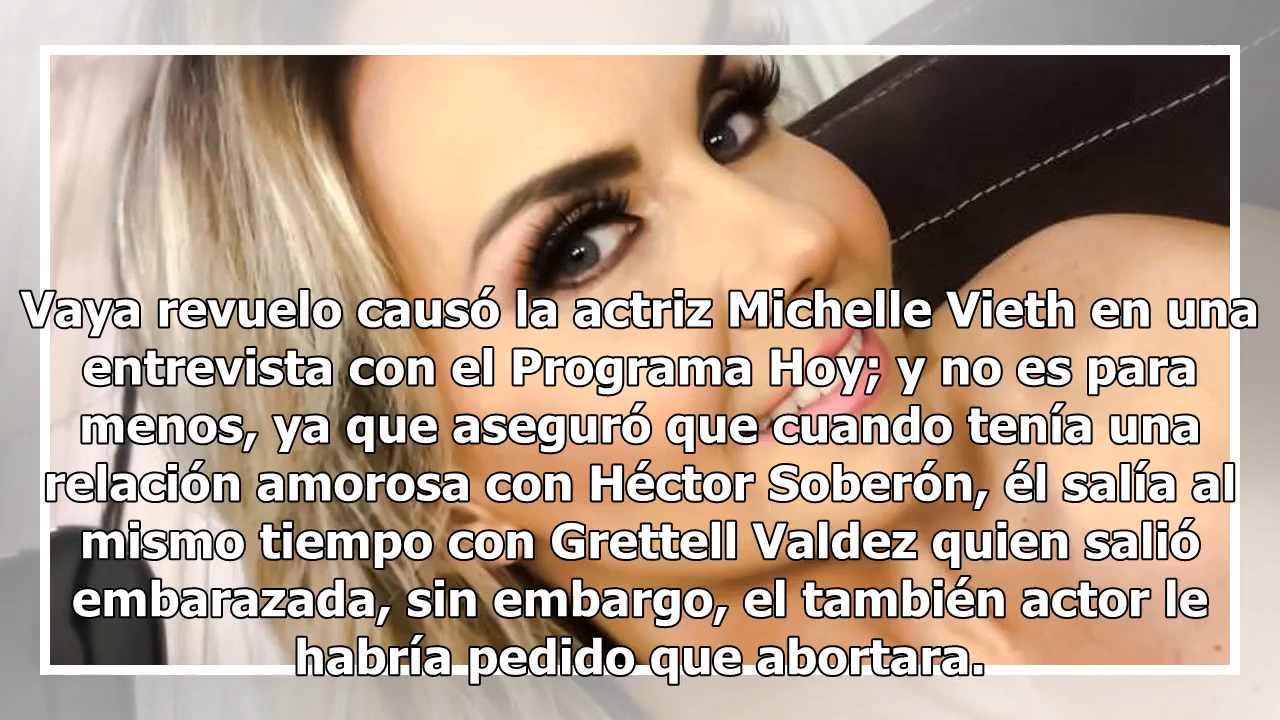 Vaya revuelo causó la actriz Michelle Vieth en una
entrevista con el Programa Hoy; y no es para
menos, ya que aseguró que cuando tenía una
relación amorosa con Héctor Soberón, él salía al
mismo tiempo con Grettell Valdez quien salió
embarazada, sin embargo, el también actor le
habría pedido que abortara.